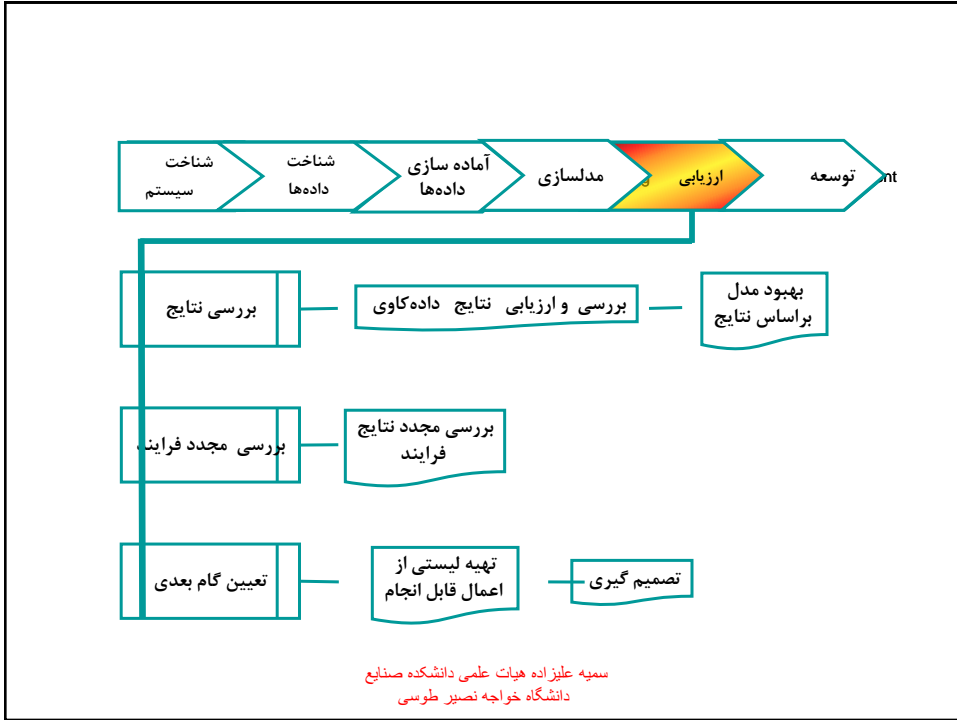 شناخت
سیستم
شناخت
داده‌ها
آماده سازی
داده‌ها
مدلسازی
ارزیابی
g
توسعه
nt
بررسی نتایج
بررسی و ارزیابی نتایج داده‌کاوی
بهبود مدل
براساس نتایج
بررسی مجدد فرایند
بررسی مجدد نتایج
فرایند
تعیین گام بعدی
تهیه لیستی از
اعمال قابل انجام
تصمیم گیری
سمیه علیزاده هیات علمی دانشکده صنایع
دانشگاه خواجه نصیر طوسی